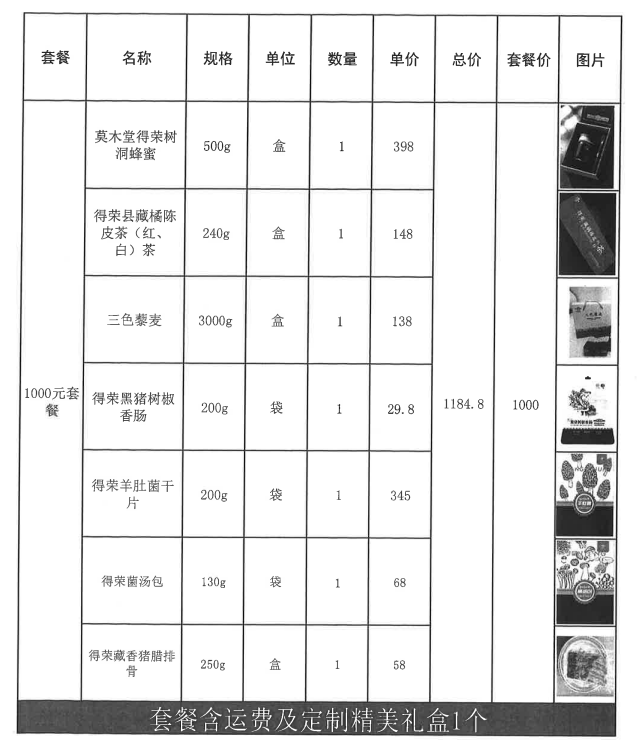 套餐 名称 规格 单位 数量 单价 总价 套餐价 图片
1000元套
餐
莫木堂得荣树
洞蜂蜜
500g 盒 1 398
得荣县藏橘陈
皮茶（红、
白）茶
240g 盒 1 148
三色藜麦 3000g 盒 1 138
得荣黑猪树椒
香肠
200g 袋 1 29.8
1184.8 1000
得荣羊肚菌干
片
200g 袋 1 345
得荣菌汤包 130g 袋 1 68
得荣藏香猪腊排
骨
250g 盒 1 58
套餐含运费及定制精美礼盒1个